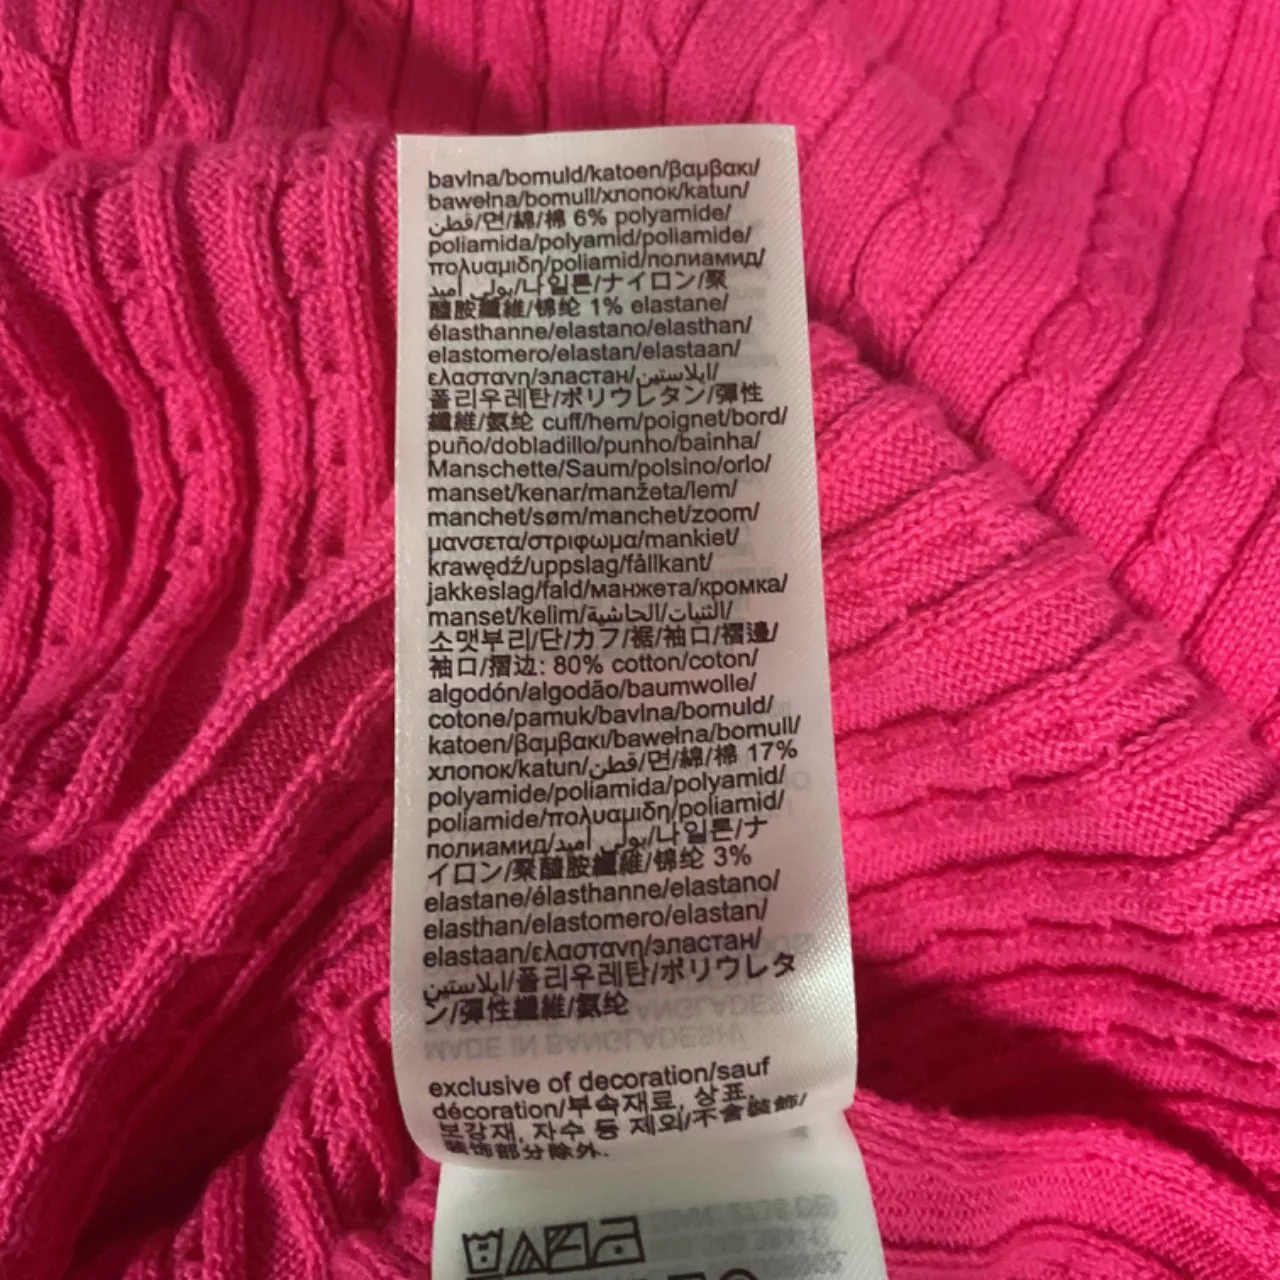 bavlna/bomuld/katoen/βαμβακι/
bawełna/bomull/хлопок/katun/
قطن/면/綿/棉 6% polyamide/
poliamida/polyamid/poliamide/
πολυαμιδη/poliamid/полиамид/
بولي أميد/나일론/ナイロン/聚
醯胺纖維/锦纶 1% elastane/
élasthanne/elastano/elasthan/
elastomero/elastan/elastaan/
ελαστανη/эластан/ايلاستين/
폴리우레탄/ポリウレタン/彈性
纖維/氨纶 cuff/hem/poignet/bord/
puño/dobladillo/punho/bainha/
Manschette/Saum/polsino/orlo/
manset/kenar/manžeta/lem/
manchet/søm/manchet/zoom/
μανσετα/στριφωμα/mankiet/
krawędź/uppslag/fållkant/
jakkeslag/fald/манжета/кромка/
manset/kelim/الثنيات/الحاشية/
소맷부리/단/カフ/裾/袖口/褶邊/
袖口/摺边: 80% cotton/coton/
algodón/algodão/baumwolle/
cotone/pamuk/bavlna/bomuld/
katoen/βαμβακι/bawełna/bomull/
хлопок/katun/قطن/면/綿/棉 17%
polyamide/poliamida/polyamid/
poliamide/πολυαμιδη/poliamid/
полиамид/بولي أميد/나일론/ナ
イロン/聚醯胺纖維/锦纶 3%
elastane/élasthanne/elastano/
elasthan/elastomero/elastan/
elastaan/ελαστανη/эластан/
ايلاستين/폴리우레탄/ポリウレタ
ン/彈性纖維/氨纶
exclusive of decoration/sauf
décoration/부속재료, 상표,
보강재, 자수 등 제외/不含裝飾/
装饰部分除外.